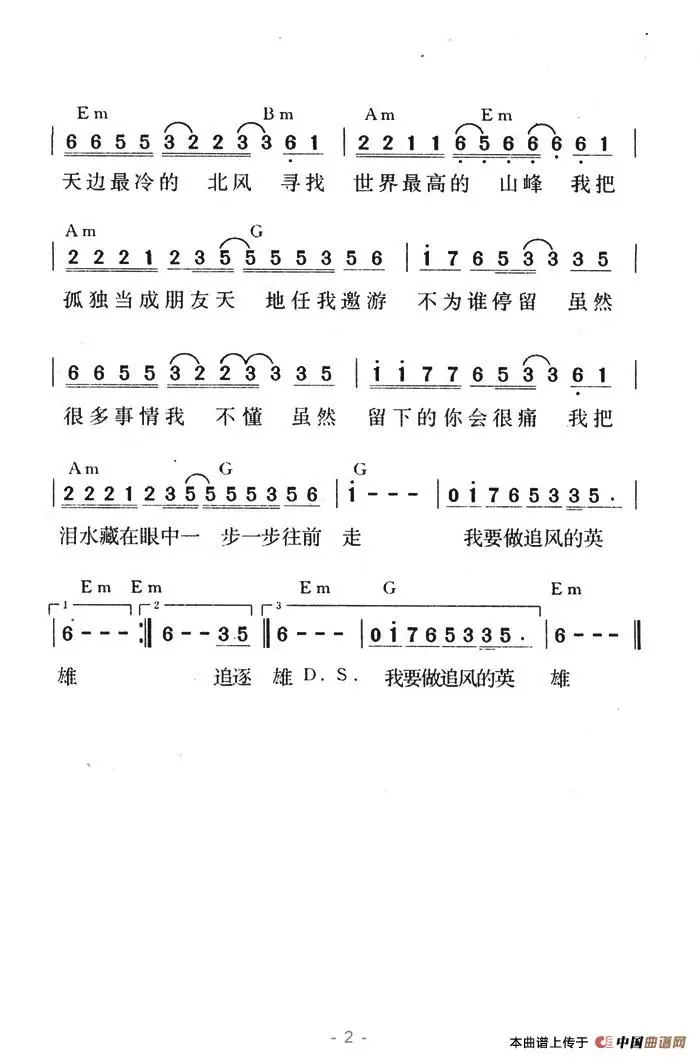 Em Bm Am Em
6 6 5 5 3 2 2 3 3 6 1 | 2 2 1 1 6 5 6 6 6 6 1
天边最冷的 北风 寻找 世界最高的 山峰 我把
Am G
2 2 2 1 2 3 5 5 5 5 3 5 6 | i 7 6 5 3 3 3 5
孤独当成朋友天 地任我遨游 不为谁停留 虽然
6 6 5 5 3 2 2 3 3 3 5 | i i 7 7 6 5 3 3 6 1
很多事情我 不懂 虽然 留下的你会很痛 我把
Am G G
2 2 2 1 2 3 5 5 5 5 3 5 6 | i - - - | 0 i 7 6 5 3 3 5 .
泪水藏在眼中一 步一步往前 走 我要做追风的英
Em Em Em G Em
1 2 3
6 - - - :‖ 6 - - 3 5 ‖ 6 - - - | 0 i 7 6 5 3 3 5 . | 6 - - ‖
雄 追逐 雄 D.S. 我要做追风的英 雄
- 2 -
本曲谱上传于 中国曲谱网